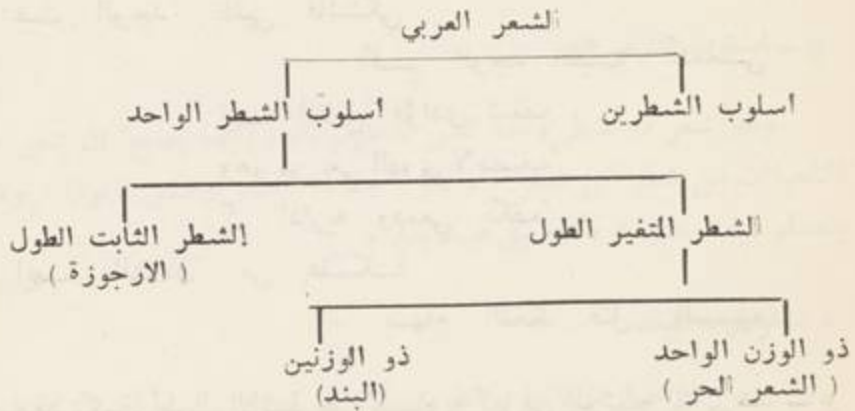 الشعر العربي
اسلوب الشطرين
اسلوب الشطر الواحد
الشطر المتغير الطول
الشطر الثابت الطول
( الارجوزة )
ذو الوزن الواحد
( الشعر الحر )
ذو الوزنين
(البند)